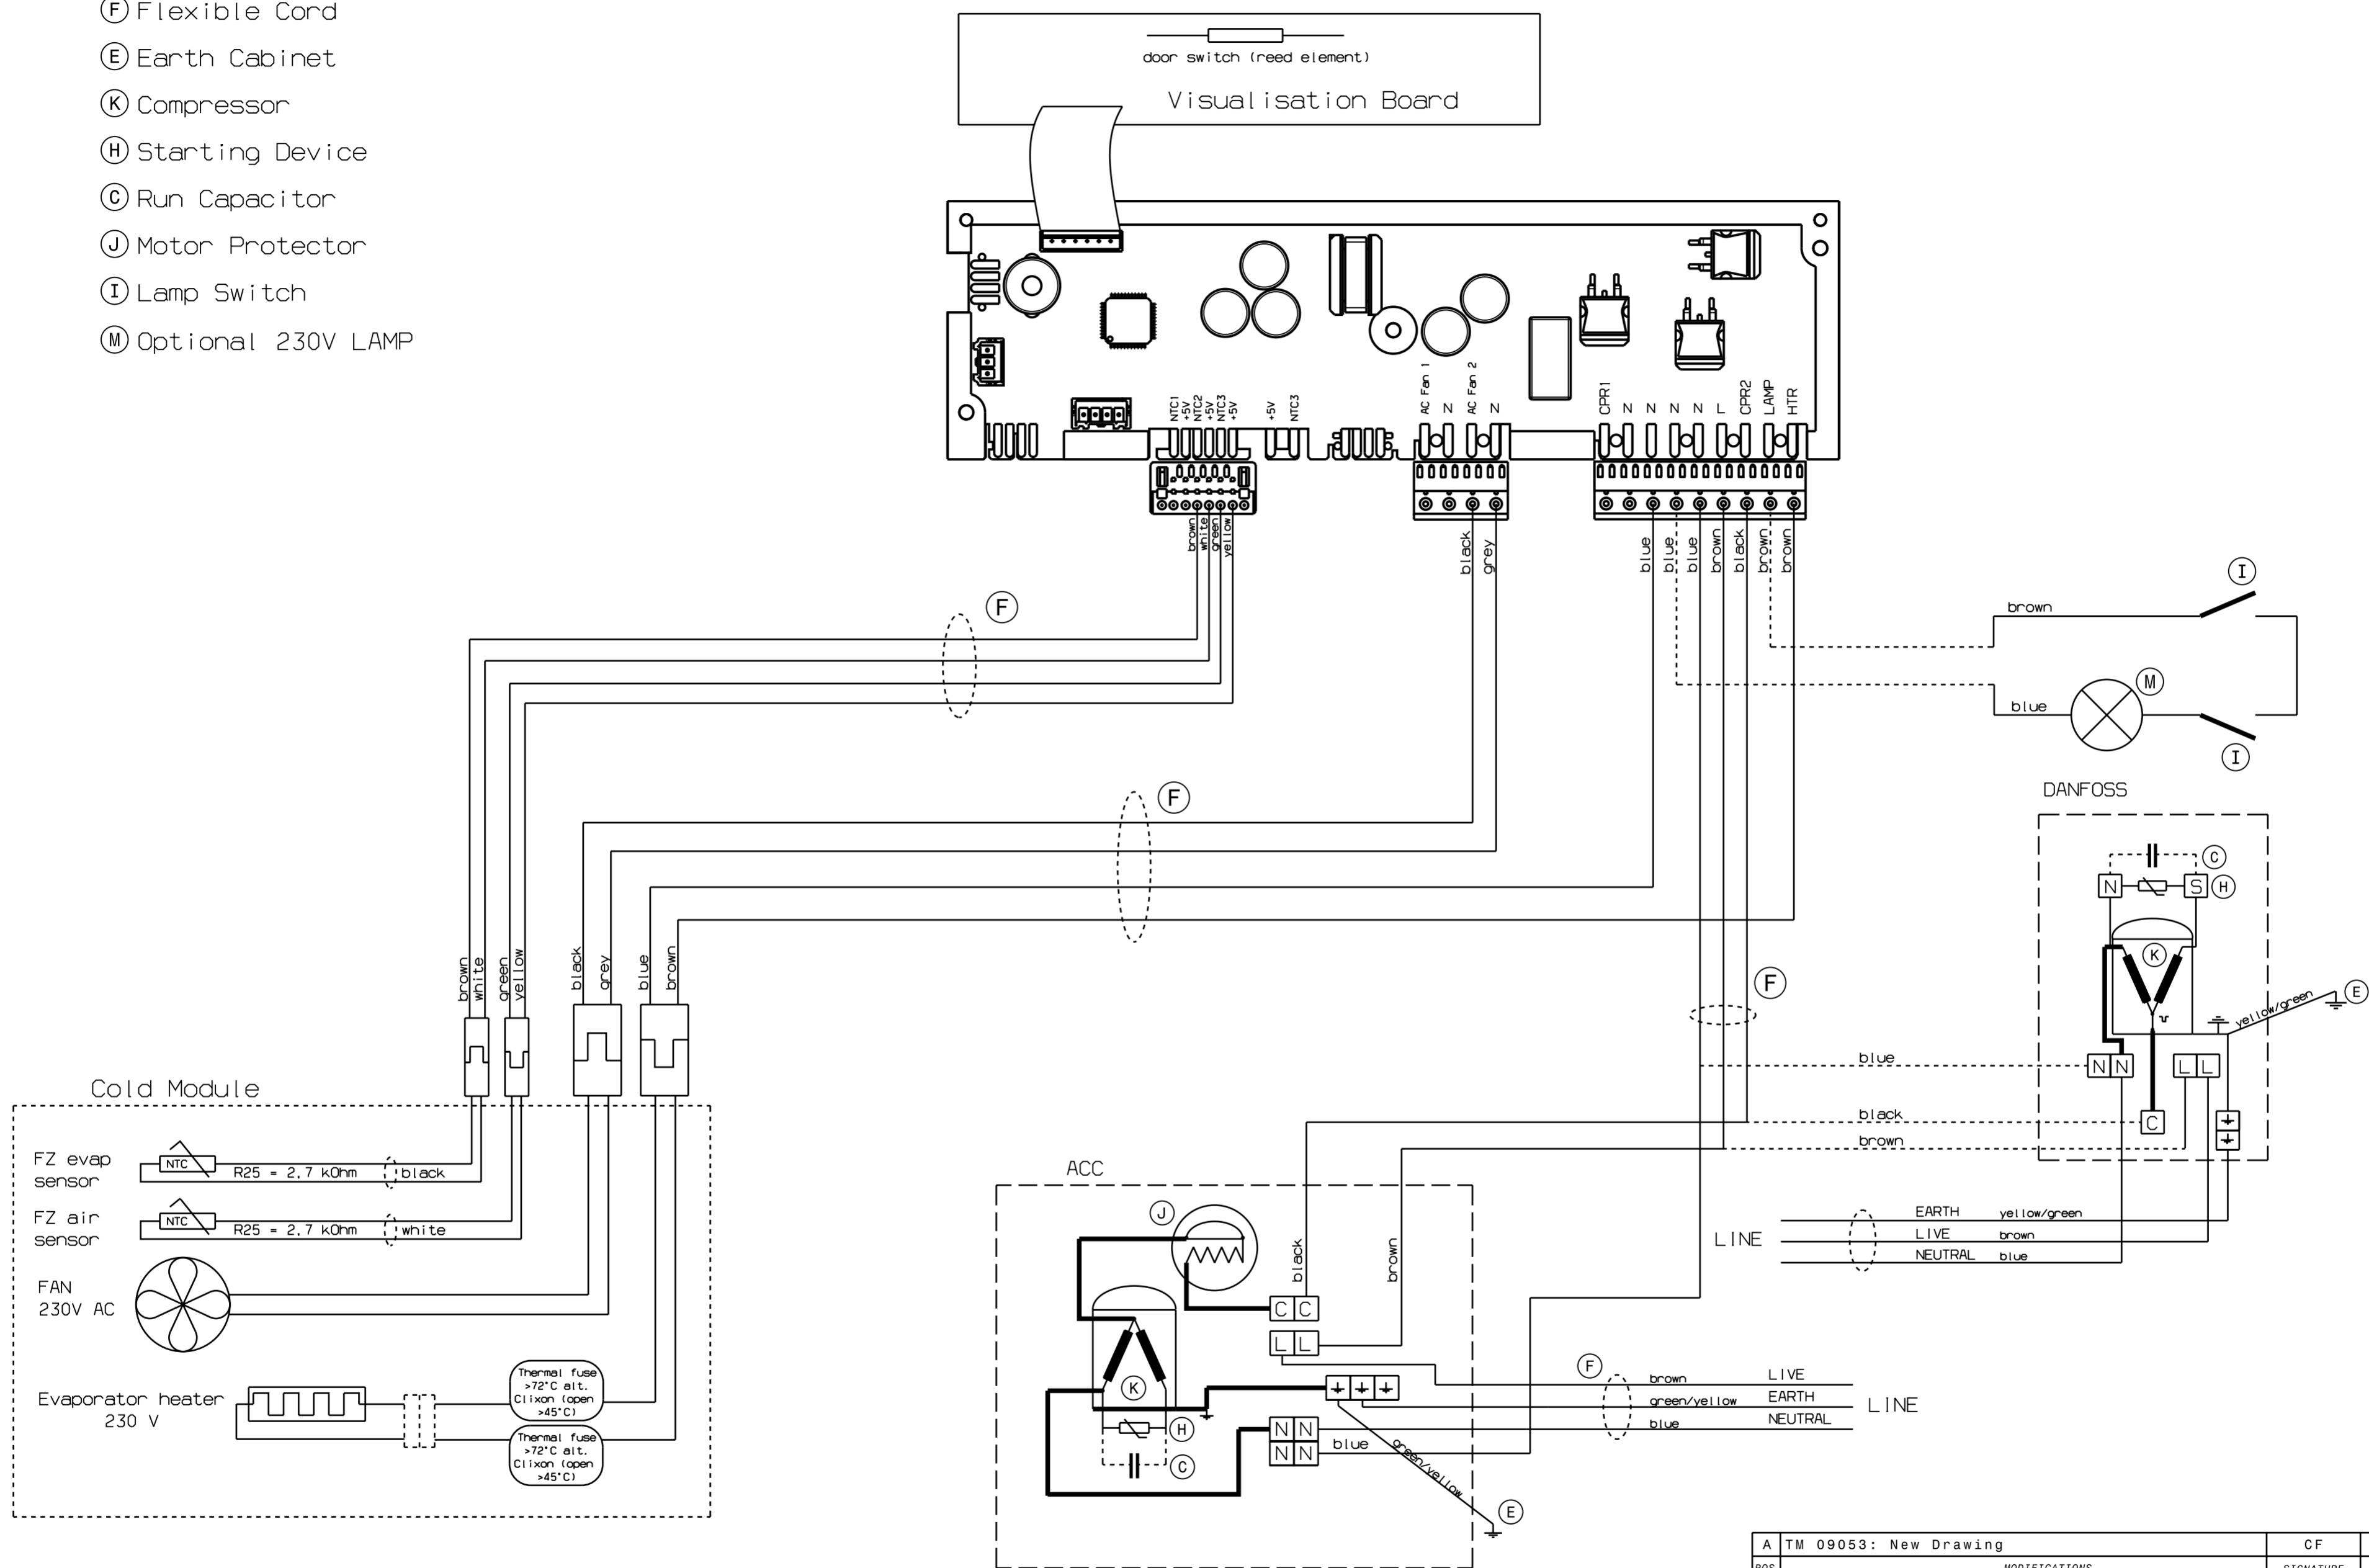 F Flexible Cord
E Earth Cabinet
K Compressor
H Starting Device
C Run Capacitor
J Motor Protector
I Lamp Switch
M Optional 230V LAMP
door switch (reed element)
Visualisation Board
NTC1
+5V
NTC2
+5V
NTC3
+5V
+5V
NTC3
AC Fan 1
N
AC Fan 2
N
CPR1
N
N
N
N
L
CPR2
LAMP
HTR
brown
white
green
yellow
black
grey
blue
blue
blue
brown
black
brown
brown
I
brown
M
blue
I
F
F
F
DANFOSS
C
N
S
H
K
yellow/green
E
N N
L L
C
blue
black
brown
brown
white
green
yellow
black
grey
blue
brown
Cold Module
FZ evap
sensor
NTC
R25 = 2,7 kOhm
black
FZ air
sensor
NTC
R25 = 2,7 kOhm
white
FAN
230V AC
Evaporator heater
230 V
Thermal fuse
>72°C alt.
Clixon (open
>45°C)
Thermal fuse
>72°C alt.
Clixon (open
>45°C)
ACC
J
black
brown
C C
L L
K
H
C
N N
N N
blue
green/yellow
E
LINE
EARTH yellow/green
LIVE brown
NEUTRAL blue
F
brown LIVE
green/yellow EARTH
blue NEUTRAL
LINE
A TM 09053: New Drawing CF
POS. MODIFICATIONS SIGNATURE